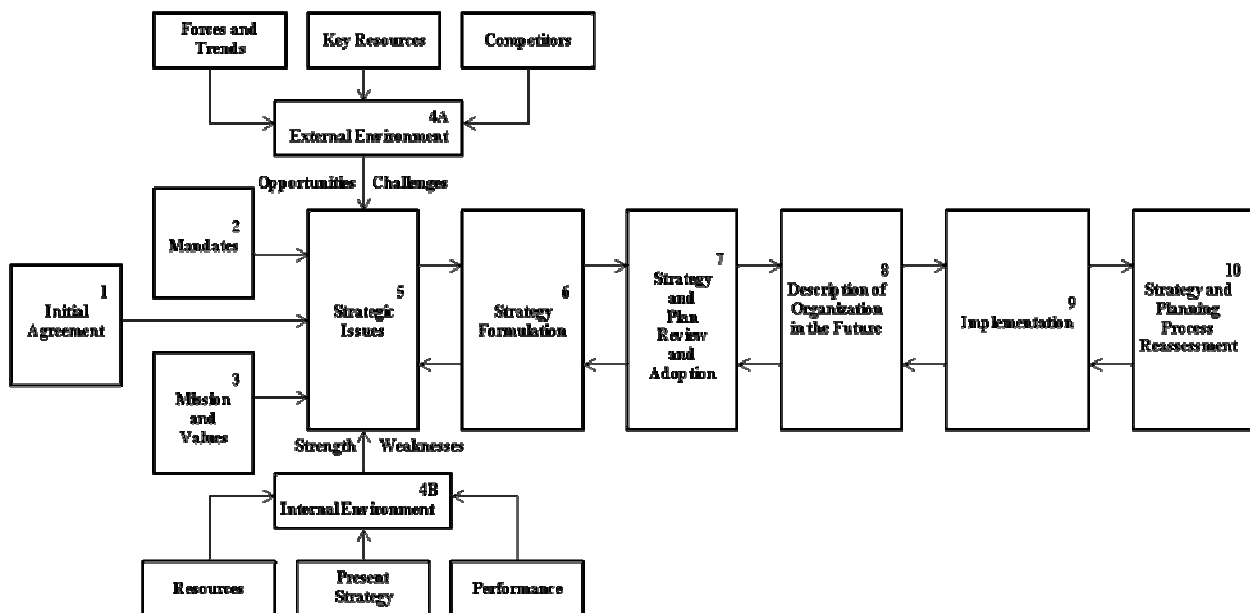 Forces and
Trends
Key Resources
Competitors
4A
External Environment
Opportunities
Challenges
2
Mandates
1
Initial
Agreement
3
Mission
and
Values
5
Strategic
Issues
6
Strategy
Formulation
7
Strategy
and
Plan
Review
and
Adoption
8
Description of
Organization
in the Future
9
Implementation
10
Strategy and
Planning
Process
Reassessment
Strength
Weaknesses
4B
Internal Environment
Resources
Present
Strategy
Performance